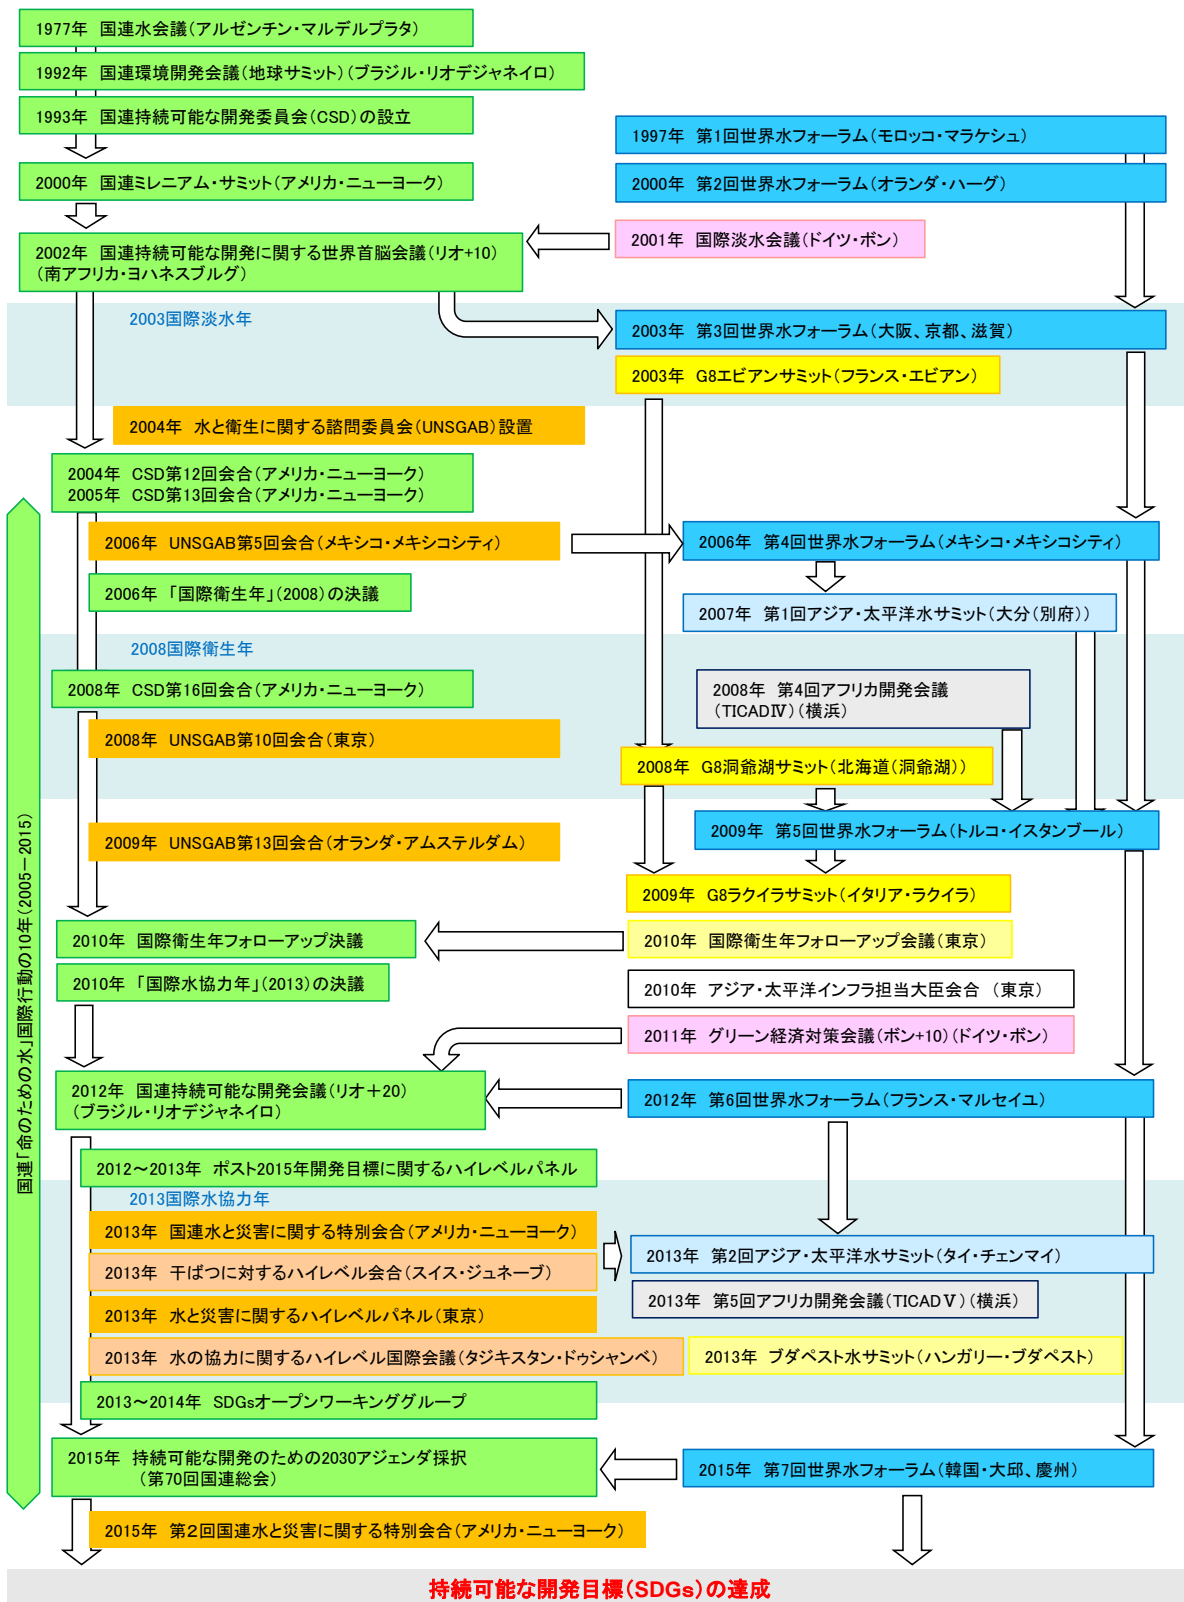 1977年 国連水会議（アルゼンチン・マルデルプラタ）
1992年 国連環境開発会議（地球サミット）（ブラジル・リオデジャネイロ）
1993年 国連持続可能な開発委員会（CSD）の設立
1997年 第1回世界水フォーラム（モロッコ・マラケシュ）
2000年 国連ミレニアム・サミット（アメリカ・ニューヨーク）
2000年 第2回世界水フォーラム（オランダ・ハーグ）
2001年 国際淡水会議（ドイツ・ボン）
2002年 国連持続可能な開発に関する世界首脳会議（リオ+10）
（南アフリカ・ヨハネスブルグ）
2003国際淡水年
2003年 第3回世界水フォーラム（大阪、京都、滋賀）
2003年 G8エビアンサミット（フランス・エビアン）
2004年 水と衛生に関する諮問委員会（UNSGAB）設置
2004年 CSD第12回会合（アメリカ・ニューヨーク）
2005年 CSD第13回会合（アメリカ・ニューヨーク）
国連「命のための水」国際行動の10年（2005－2015）
2006年 UNSGAB第5回会合（メキシコ・メキシコシティ）
2006年 第4回世界水フォーラム（メキシコ・メキシコシティ）
2006年 「国際衛生年」（2008）の決議
2007年 第1回アジア・太平洋水サミット（大分（別府））
2008国際衛生年
2008年 CSD第16回会合（アメリカ・ニューヨーク）
2008年 第4回アフリカ開発会議
（TICADⅣ）（横浜）
2008年 UNSGAB第10回会合（東京）
2008年 G8洞爺湖サミット（北海道（洞爺湖））
2009年 UNSGAB第13回会合（オランダ・アムステルダム）
2009年 第5回世界水フォーラム（トルコ・イスタンブール）
2009年 G8ラクイラサミット（イタリア・ラクイラ）
2010年 国際衛生年フォローアップ決議
2010年 国際衛生年フォローアップ会議（東京）
2010年 「国際水協力年」（2013）の決議
2010年 アジア・太平洋インフラ担当大臣会合 （東京）
2011年 グリーン経済対策会議（ボン+10）（ドイツ・ボン）
2012年 国連持続可能な開発会議（リオ＋20）
（ブラジル・リオデジャネイロ）
2012年 第6回世界水フォーラム（フランス・マルセイユ）
2012～2013年 ポスト2015年開発目標に関するハイレベルパネル
2013国際水協力年
2013年 国連水と災害に関する特別会合（アメリカ・ニューヨーク）
2013年 第2回アジア・太平洋水サミット（タイ・チェンマイ）
2013年 干ばつに対するハイレベル会合（スイス・ジュネーブ）
2013年 第5回アフリカ開発会議（TICADⅤ）（横浜）
2013年 水と災害に関するハイレベルパネル（東京）
2013年 水の協力に関するハイレベル国際会議（タジキスタン・ドゥシャンベ）
2013年 ブダペスト水サミット（ハンガリー・ブダペスト）
2013～2014年 SDGsオープンワーキンググループ
2015年 持続可能な開発のための2030アジェンダ採択
（第70回国連総会）
2015年 第7回世界水フォーラム（韓国・大邱、慶州）
2015年 第２回国連水と災害に関する特別会合（アメリカ・ニューヨーク）
持続可能な開発目標（SDGs）の達成